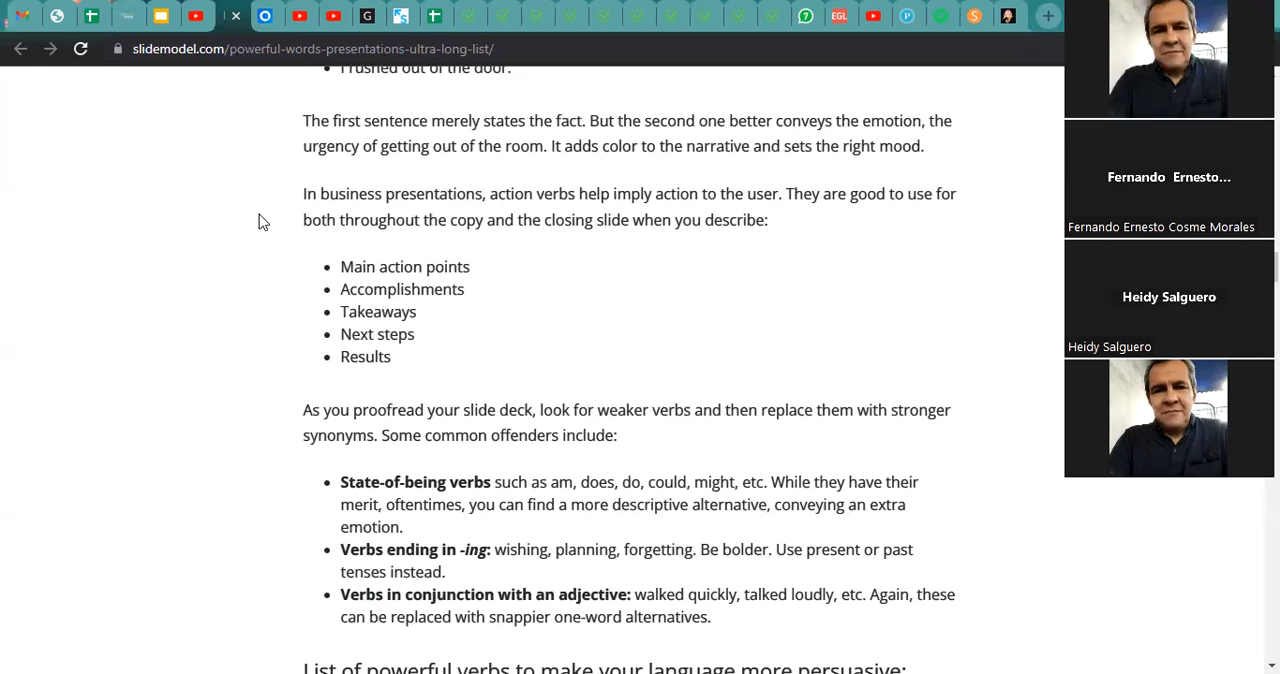 slidemodel.com/powerful-words-presentations-ultra-long-list/
G
7
EGL
P
S
I rushed out of the door.
The first sentence merely states the fact. But the second one better conveys the emotion, the
urgency of getting out of the room. It adds color to the narrative and sets the right mood.
In business presentations, action verbs help imply action to the user. They are good to use for
both throughout the copy and the closing slide when you describe:
• Main action points
• Accomplishments
• Takeaways
• Next steps
• Results
As you proofread your slide deck, look for weaker verbs and then replace them with stronger
synonyms. Some common offenders include:
• State-of-being verbs such as am, does, do, could, might, etc. While they have their
merit, oftentimes, you can find a more descriptive alternative, conveying an extra
emotion.
• Verbs ending in -ing: wishing, planning, forgetting. Be bolder. Use present or past
tenses instead.
• Verbs in conjunction with an adjective: walked quickly, talked loudly, etc. Again, these
can be replaced with snappier one-word alternatives.
List of powerful verbs to make your language more persuasive:
Fernando Ernesto...
Fernando Ernesto Cosme Morales
Heidy Salguero
Heidy Salguero